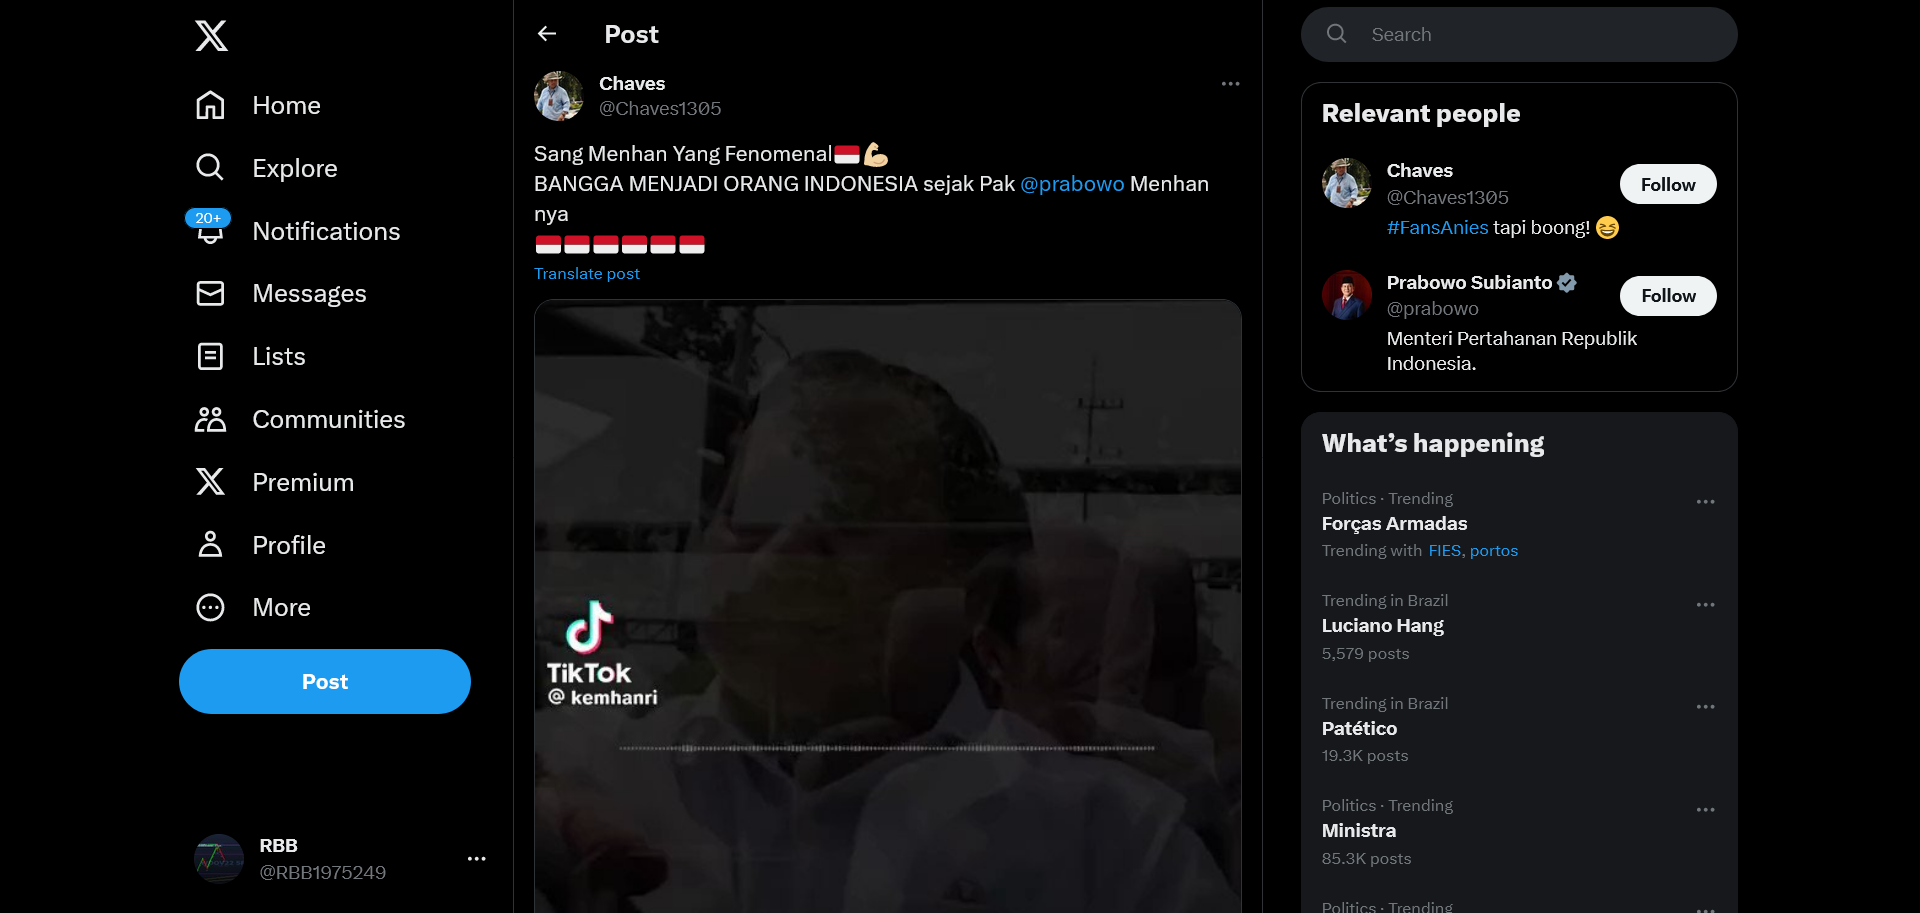 Home
Explore
20+
Notifications
Messages
Lists
Communities
Premium
Profile
More
Post
RBB
@RBB1975249
Post
Chaves
@Chaves1305
Sang Menhan Yang Fenomenal🇮🇩💪🏻
BANGGA MENJADI ORANG INDONESIA sejak Pak @prabowo Menhan
nya
🇮🇩🇮🇩🇮🇩🇮🇩🇮🇩🇮🇩
Translate post
TikTok
@ kemhanri
Search
Relevant people
Chaves
@Chaves1305
Follow
#FansAnies tapi boong! 😆
Prabowo Subianto
@prabowo
Follow
Menteri Pertahanan Republik
Indonesia.
What's happening
Politics · Trending
Forças Armadas
Trending with FIES, portos
Trending in Brazil
Luciano Hang
5,579 posts
Trending in Brazil
Patético
19.3K posts
Politics · Trending
Ministra
85.3K posts
Politics · Trending